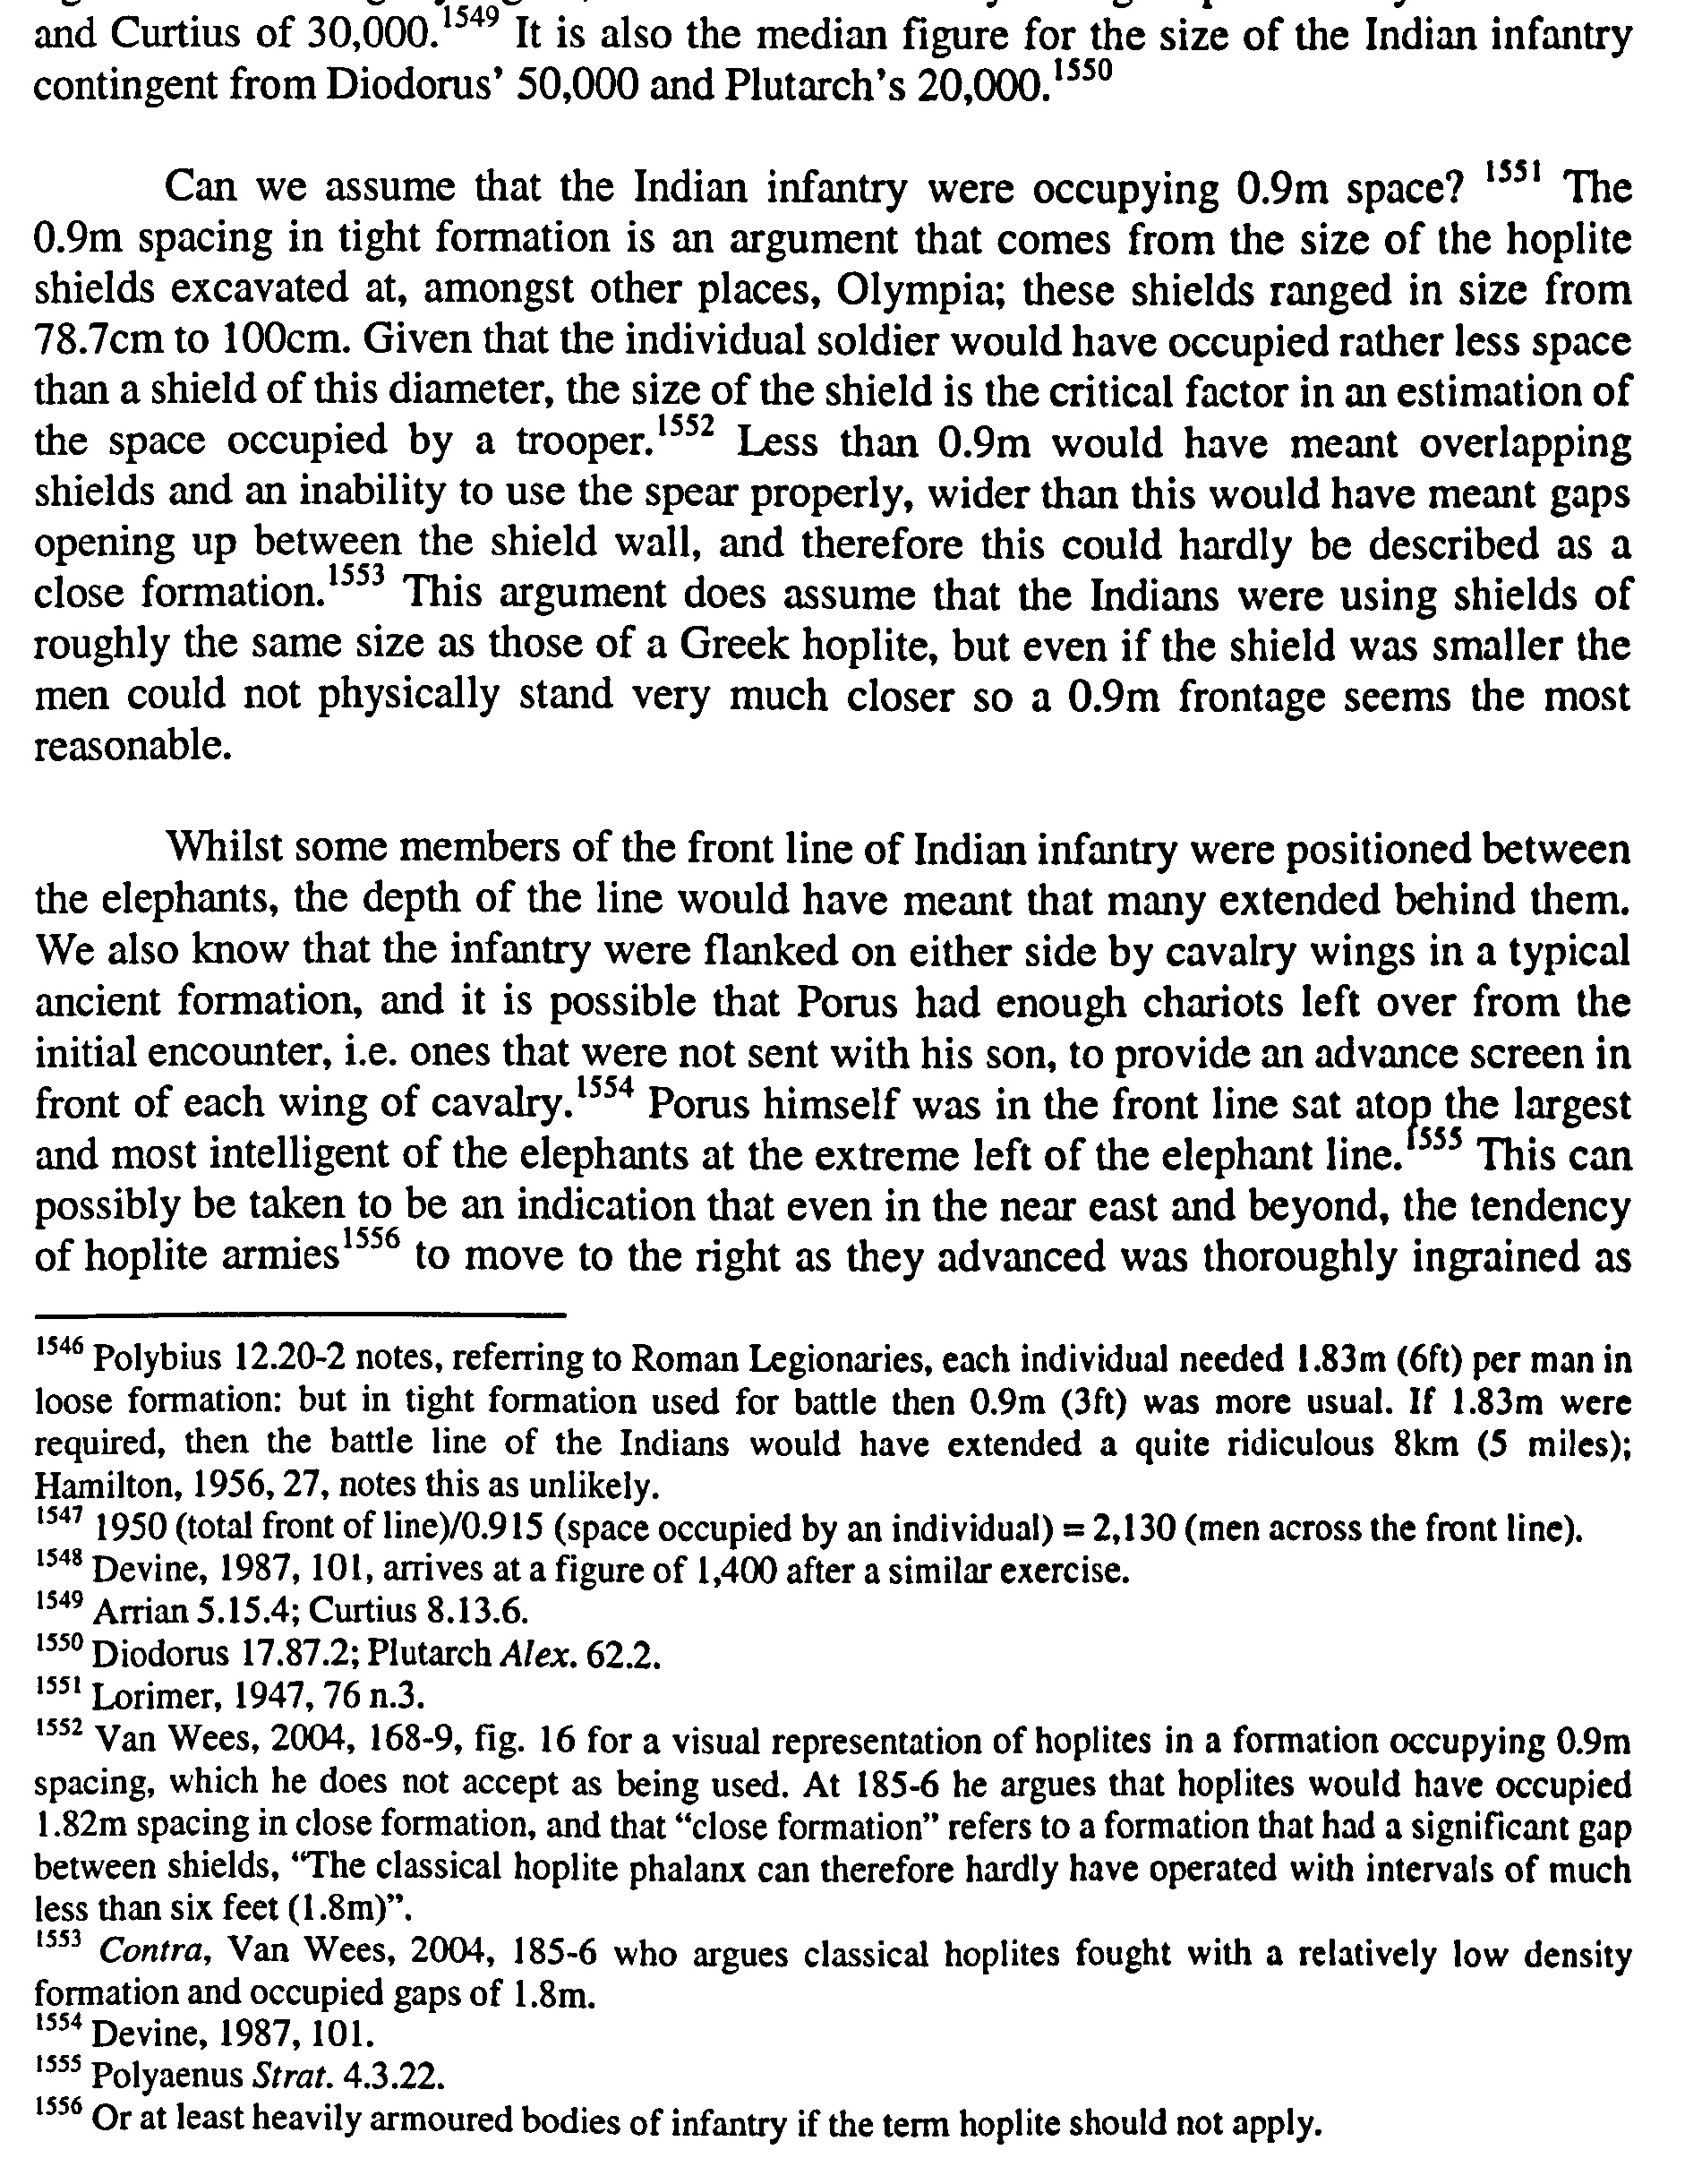 and Curtius of 30,000.1549 It is also the median figure for the size of the Indian infantry
contingent from Diodorus' 50,000 and Plutarch's 20,000.1550
Can we assume that the Indian infantry were occupying 0.9m space? 1551 The
0.9m spacing in tight formation is an argument that comes from the size of the hoplite
shields excavated at, amongst other places, Olympia; these shields ranged in size from
78.7cm to 100cm. Given that the individual soldier would have occupied rather less space
than a shield of this diameter, the size of the shield is the critical factor in an estimation of
the space occupied by a trooper.1552 Less than 0.9m would have meant overlapping
shields and an inability to use the spear properly, wider than this would have meant gaps
opening up between the shield wall, and therefore this could hardly be described as a
close formation.1553 This argument does assume that the Indians were using shields of
roughly the same size as those of a Greek hoplite, but even if the shield was smaller the
men could not physically stand very much closer so a 0.9m frontage seems the most
reasonable.
Whilst some members of the front line of Indian infantry were positioned between
the elephants, the depth of the line would have meant that many extended behind them.
We also know that the infantry were flanked on either side by cavalry wings in a typical
ancient formation, and it is possible that Porus had enough chariots left over from the
initial encounter, i.e. ones that were not sent with his son, to provide an advance screen in
front of each wing of cavalry.1554 Porus himself was in the front line sat atop the largest
and most intelligent of the elephants at the extreme left of the elephant line.1555 This can
possibly be taken to be an indication that even in the near east and beyond, the tendency
of hoplite armies1556 to move to the right as they advanced was thoroughly ingrained as
1546 Polybius 12.20-2 notes, referring to Roman Legionaries, each individual needed 1.83m (6ft) per man in
loose formation: but in tight formation used for battle then 0.9m (3ft) was more usual. If 1.83m were
required, then the battle line of the Indians would have extended a quite ridiculous 8km (5 miles);
Hamilton, 1956, 27, notes this as unlikely.
1547 1950 (total front of line)/0.915 (space occupied by an individual) = 2,130 (men across the front line).
1548 Devine, 1987, 101, arrives at a figure of 1,400 after a similar exercise.
1549 Arrian 5.15.4; Curtius 8.13.6.
1550 Diodorus 17.87.2; Plutarch Alex. 62.2.
1551 Lorimer, 1947, 76 n.3.
1552 Van Wees, 2004, 168-9, fig. 16 for a visual representation of hoplites in a formation occupying 0.9m
spacing, which he does not accept as being used. At 185-6 he argues that hoplites would have occupied
1.82m spacing in close formation, and that “close formation” refers to a formation that had a significant gap
between shields, “The classical hoplite phalanx can therefore hardly have operated with intervals of much
less than six feet (1.8m)”.
1553 Contra, Van Wees, 2004, 185-6 who argues classical hoplites fought with a relatively low density
formation and occupied gaps of 1.8m.
1554 Devine, 1987, 101.
1555 Polyaenus Strat. 4.3.22.
1556 Or at least heavily armoured bodies of infantry if the term hoplite should not apply.